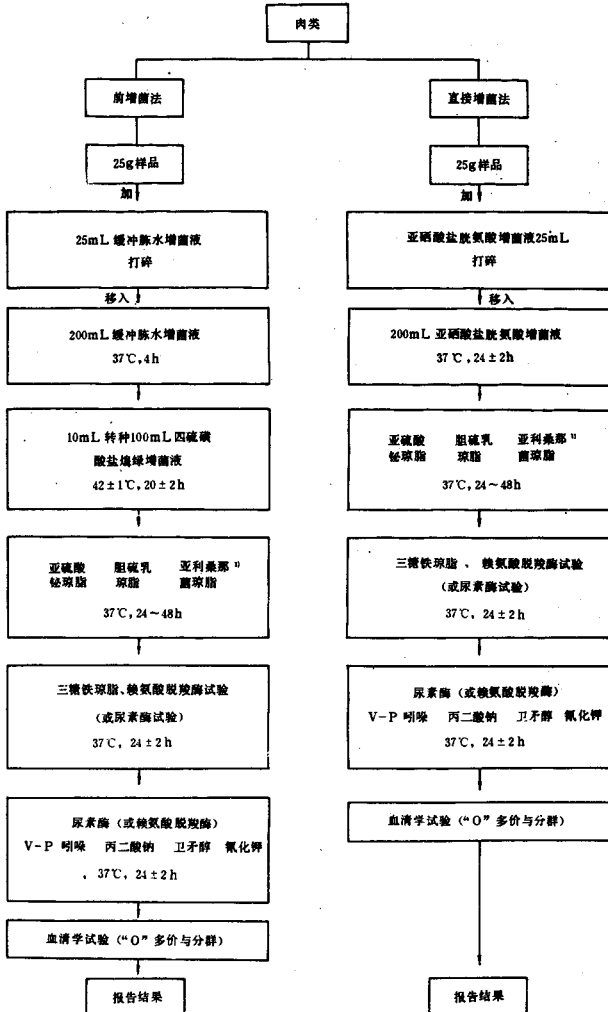 肉类
前增菌法
25g样品
加
25mL 缓冲胨水增菌液
打碎
移入
200mL 缓冲胨水增菌液
37℃,4h
10mL 转种100mL 四硫磺
酸盐煌绿增菌液
42±1℃,20±2h
亚硫酸 胆硫乳 亚利桑那¹⁾
铋琼脂 琼脂 菌琼脂
37℃,24～48h
三糖铁琼脂、赖氨酸脱羧酶试验
(或尿素酶试验)
37℃, 24±2h
尿素酶 (或赖氨酸脱羧酶)
V-P 吲哚 丙二酸钠 卫矛醇 氰化钾
, 37℃, 24±2h
血清学试验 (“O”多价与分群)
报告结果
直接增菌法
25g样品
加
亚硒酸盐胱氨酸增菌液25mL
打碎
移入
200mL 亚硒酸盐胱氨酸增菌液
37℃,24±2h
亚硫酸 胆硫乳 亚利桑那¹⁾
铋琼脂 琼脂 菌琼脂
37℃,24～48h
三糖铁琼脂 、 赖氨酸脱羧酶试验
(或尿素酶试验)
37℃, 24±2h
尿素酶 (或赖氨酸脱羧酶)
V-P 吲哚 丙二酸钠 卫矛醇 氰化钾
37℃, 24±2h
血清学试验 (“O”多价与分群)
报告结果